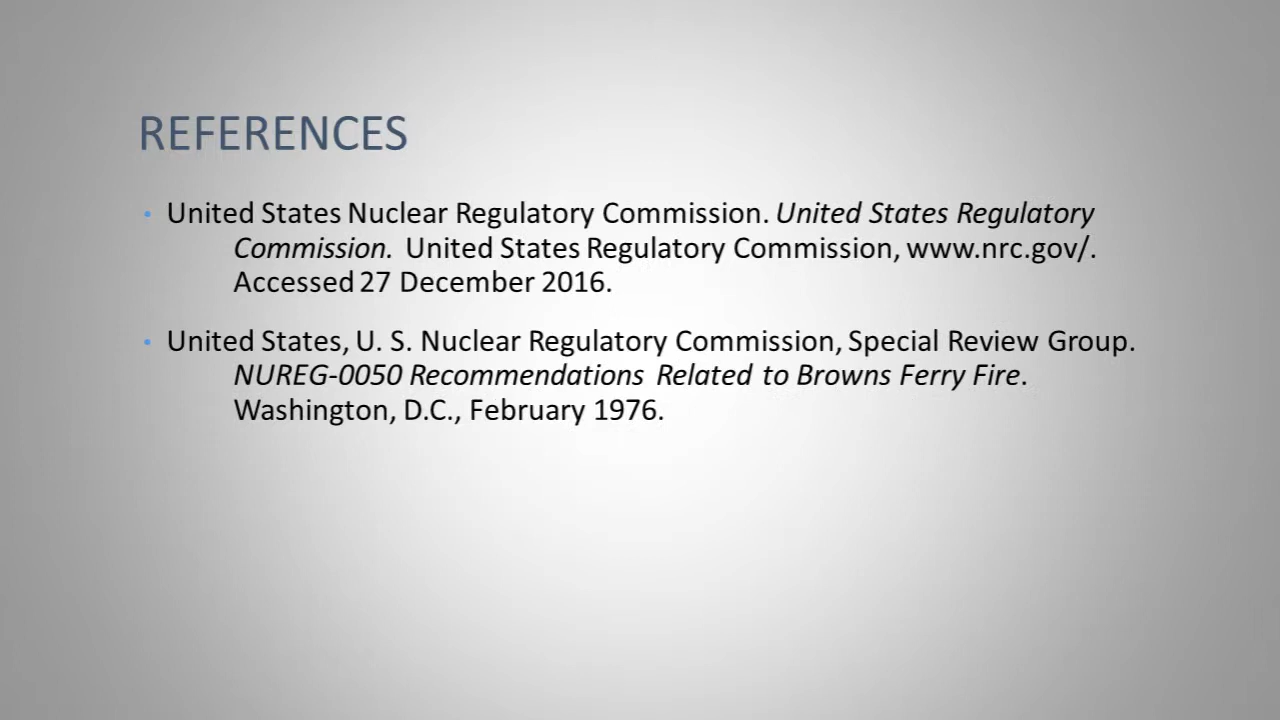 REFERENCES
• United States Nuclear Regulatory Commission. United States Regulatory
Commission. United States Regulatory Commission, www.nrc.gov/.
Accessed 27 December 2016.
• United States, U. S. Nuclear Regulatory Commission, Special Review Group.
NUREG-0050 Recommendations Related to Browns Ferry Fire.
Washington, D.C., February 1976.